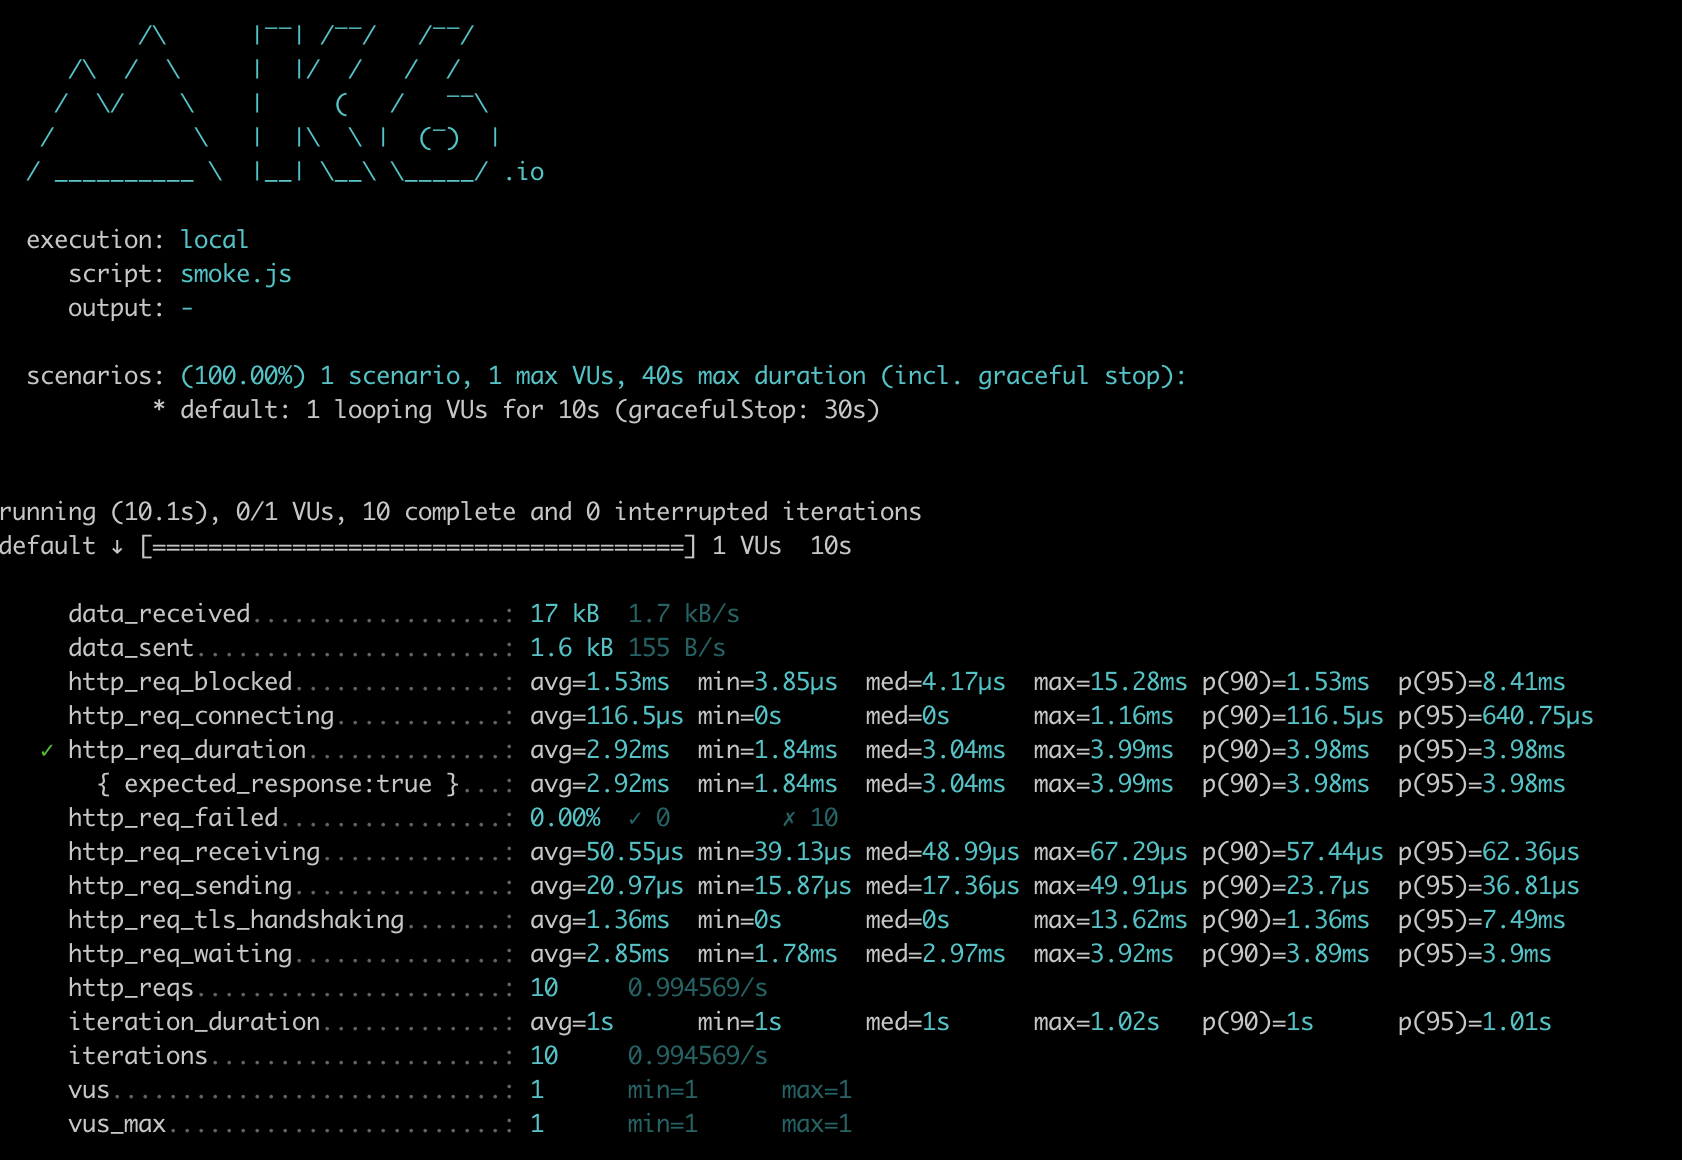 /\      |‾‾| /‾‾/   /‾‾/
     /\  /  \     |  |/  /   /  /
    /  \/    \    |     (   /   ‾‾\
   /          \   |  |\  \ |  (‾)  |
  / __________ \  |__| \__\ \_____/ .io

  execution: local
     script: smoke.js
     output: -

  scenarios: (100.00%) 1 scenario, 1 max VUs, 40s max duration (incl. graceful stop):
           * default: 1 looping VUs for 10s (gracefulStop: 30s)


running (10.1s), 0/1 VUs, 10 complete and 0 interrupted iterations
default ↓ [======================================] 1 VUs  10s

     data_received..................: 17 kB  1.7 kB/s
     data_sent......................: 1.6 kB 155 B/s
     http_req_blocked...............: avg=1.53ms  min=3.85µs  med=4.17µs  max=15.28ms p(90)=1.53ms  p(95)=8.41ms
     http_req_connecting............: avg=116.5µs min=0s      med=0s      max=1.16ms  p(90)=116.5µs p(95)=640.75µs
   ✓ http_req_duration..............: avg=2.92ms  min=1.84ms  med=3.04ms  max=3.99ms  p(90)=3.98ms  p(95)=3.98ms
       { expected_response:true }...: avg=2.92ms  min=1.84ms  med=3.04ms  max=3.99ms  p(90)=3.98ms  p(95)=3.98ms
     http_req_failed................: 0.00%  ✓ 0        ✗ 10
     http_req_receiving.............: avg=50.55µs min=39.13µs med=48.99µs max=67.29µs p(90)=57.44µs p(95)=62.36µs
     http_req_sending...............: avg=20.97µs min=15.87µs med=17.36µs max=49.91µs p(90)=23.7µs  p(95)=36.81µs
     http_req_tls_handshaking.......: avg=1.36ms  min=0s      med=0s      max=13.62ms p(90)=1.36ms  p(95)=7.49ms
     http_req_waiting...............: avg=2.85ms  min=1.78ms  med=2.97ms  max=3.92ms  p(90)=3.89ms  p(95)=3.9ms
     http_reqs......................: 10     0.994569/s
     iteration_duration.............: avg=1s      min=1s      med=1s      max=1.02s   p(90)=1s      p(95)=1.01s
     iterations.....................: 10     0.994569/s
     vus............................: 1      min=1      max=1
     vus_max........................: 1      min=1      max=1